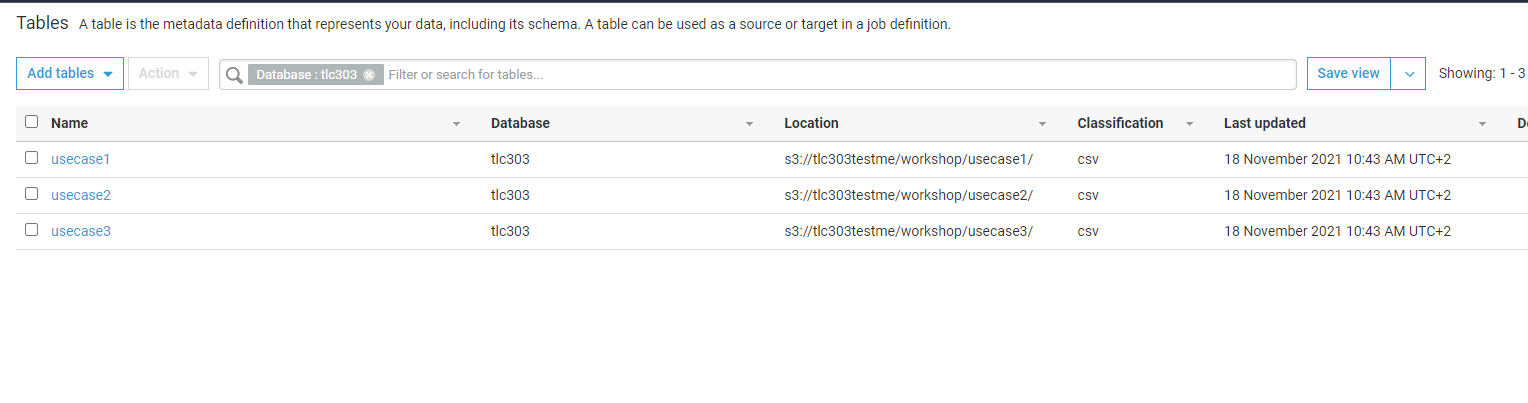 Tables A table is the metadata definition that represents your data, including its schema. A table can be used as a source or target in a job definition.
Add tables Action Database : tlc303 Filter or search for tables... Save view Showing: 1 - 3
Name Database Location Classification Last updated
usecase1 tlc303 s3://tlc303testme/workshop/usecase1/ csv 18 November 2021 10:43 AM UTC+2
usecase2 tlc303 s3://tlc303testme/workshop/usecase2/ csv 18 November 2021 10:43 AM UTC+2
usecase3 tlc303 s3://tlc303testme/workshop/usecase3/ csv 18 November 2021 10:43 AM UTC+2